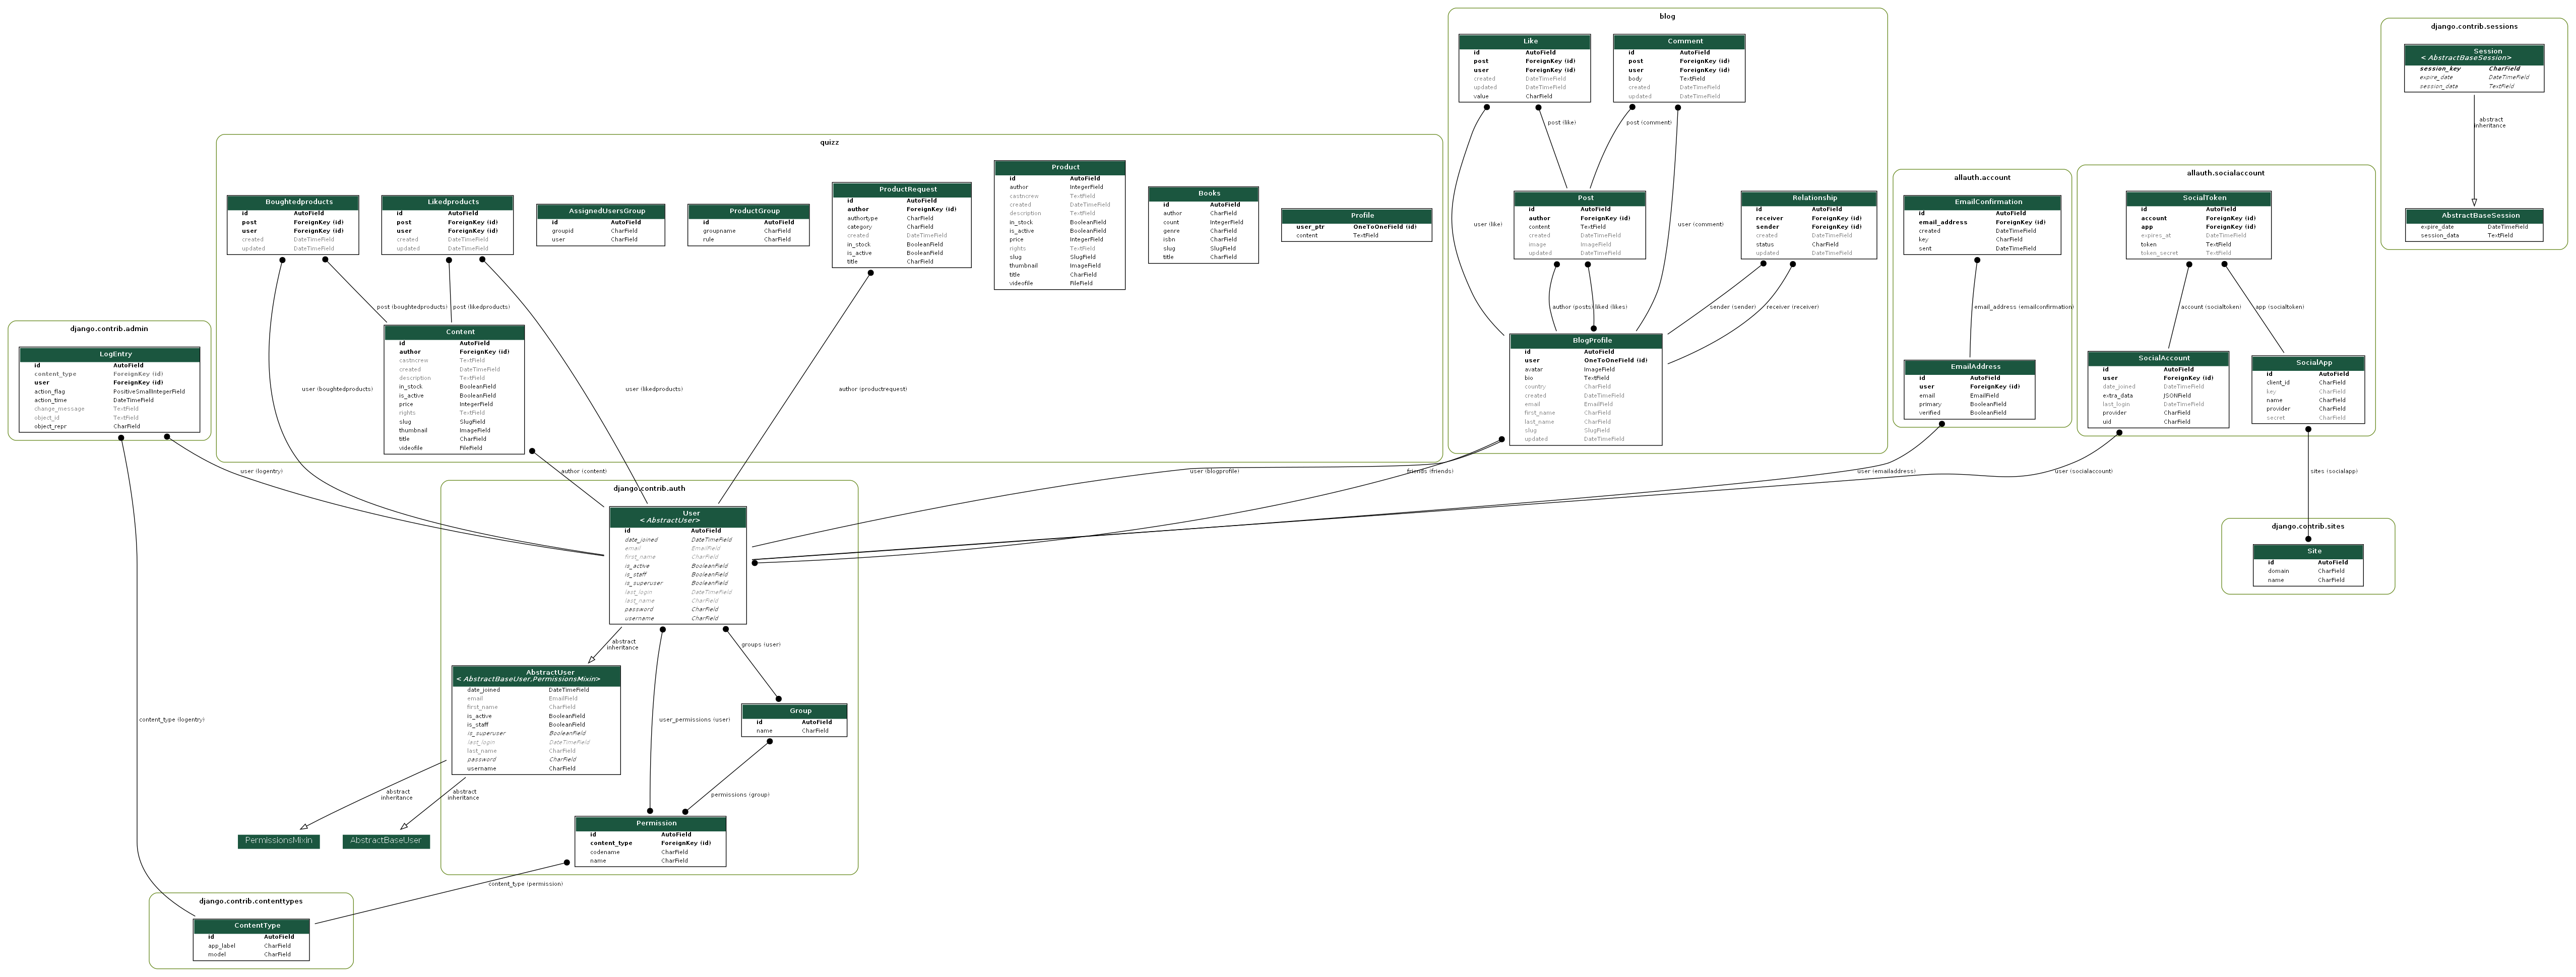 blog
Like
id AutoField
post ForeignKey (id)
user ForeignKey (id)
created DateTimeField
updated DateTimeField
value CharField
Comment
id AutoField
post ForeignKey (id)
user ForeignKey (id)
body TextField
created DateTimeField
updated DateTimeField
post (like)
post (comment)
user (like)
user (comment)
Post
id AutoField
author ForeignKey (id)
content TextField
created DateTimeField
image ImageField
updated DateTimeField
Relationship
id AutoField
receiver ForeignKey (id)
sender ForeignKey (id)
created DateTimeField
status CharField
updated DateTimeField
author (posts)
liked (likes)
sender (sender)
receiver (receiver)
BlogProfile
id AutoField
user OneToOneField (id)
avatar ImageField
bio TextField
country CharField
created DateTimeField
email EmailField
first_name CharField
last_name CharField
slug SlugField
updated DateTimeField
user (blogprofile)
friends (friends)
django.contrib.sessions
Session
< AbstractBaseSession>
session_key CharField
expire_date DateTimeField
session_data TextField
abstract
inheritance
AbstractBaseSession
expire_date DateTimeField
session_data TextField
quizz
Boughtedproducts
id AutoField
post ForeignKey (id)
user ForeignKey (id)
created DateTimeField
updated DateTimeField
Likedproducts
id AutoField
post ForeignKey (id)
user ForeignKey (id)
created DateTimeField
updated DateTimeField
AssignedUsersGroup
id AutoField
groupid CharField
user CharField
ProductGroup
id AutoField
groupname CharField
rule CharField
ProductRequest
id AutoField
author ForeignKey (id)
authortype CharField
category CharField
created DateTimeField
in_stock BooleanField
is_active BooleanField
title CharField
Product
id AutoField
author IntegerField
castncrew TextField
created DateTimeField
description TextField
in_stock BooleanField
is_active BooleanField
price IntegerField
rights TextField
slug SlugField
thumbnail ImageField
title CharField
videofile FileField
Books
id AutoField
author CharField
count IntegerField
genre CharField
isbn CharField
slug SlugField
title CharField
Profile
user_ptr OneToOneField (id)
content TextField
post (boughtedproducts)
post (likedproducts)
Content
id AutoField
author ForeignKey (id)
castncrew TextField
created DateTimeField
description TextField
in_stock BooleanField
is_active BooleanField
price IntegerField
rights TextField
slug SlugField
thumbnail ImageField
title CharField
videofile FileField
user (boughtedproducts)
user (likedproducts)
author (productrequest)
author (content)
allauth.account
EmailConfirmation
id AutoField
email_address ForeignKey (id)
created DateTimeField
key CharField
sent DateTimeField
email_address (emailconfirmation)
EmailAddress
id AutoField
user ForeignKey (id)
email EmailField
primary BooleanField
verified BooleanField
user (emailaddress)
allauth.socialaccount
SocialToken
id AutoField
account ForeignKey (id)
app ForeignKey (id)
expires_at DateTimeField
token TextField
token_secret TextField
account (socialtoken)
app (socialtoken)
SocialAccount
id AutoField
user ForeignKey (id)
date_joined DateTimeField
extra_data JSONField
last_login DateTimeField
provider CharField
uid CharField
SocialApp
id AutoField
client_id CharField
key CharField
name CharField
provider CharField
secret CharField
user (socialaccount)
sites (socialapp)
django.contrib.sites
Site
id AutoField
domain CharField
name CharField
django.contrib.admin
LogEntry
id AutoField
content_type ForeignKey (id)
user ForeignKey (id)
action_flag PositiveSmallIntegerField
action_time DateTimeField
change_message TextField
object_id TextField
object_repr CharField
user (logentry)
content_type (logentry)
django.contrib.auth
User
< AbstractUser>
id AutoField
date_joined DateTimeField
email EmailField
first_name CharField
is_active BooleanField
is_staff BooleanField
is_superuser BooleanField
last_login DateTimeField
last_name CharField
password CharField
username CharField
abstract
inheritance
groups (user)
user_permissions (user)
AbstractUser
< AbstractBaseUser,PermissionsMixin>
date_joined DateTimeField
email EmailField
first_name CharField
is_active BooleanField
is_staff BooleanField
is_superuser BooleanField
last_login DateTimeField
last_name CharField
password CharField
username CharField
Group
id AutoField
name CharField
abstract
inheritance
abstract
inheritance
permissions (group)
PermissionsMixin
AbstractBaseUser
Permission
id AutoField
content_type ForeignKey (id)
codename CharField
name CharField
content_type (permission)
django.contrib.contenttypes
ContentType
id AutoField
app_label CharField
model CharField